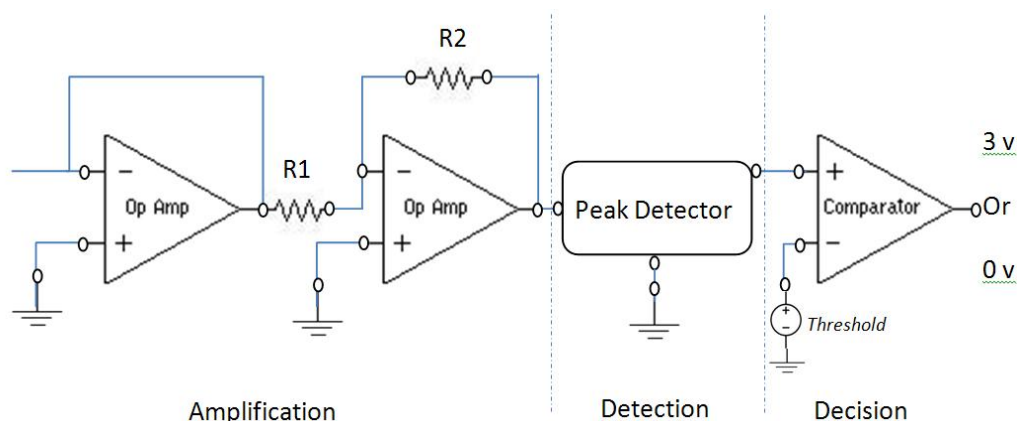 R2
R1
Op Amp
Op Amp
Peak Detector
Comparator
3 v
Or
0 v
Threshold
Amplification
Detection
Decision